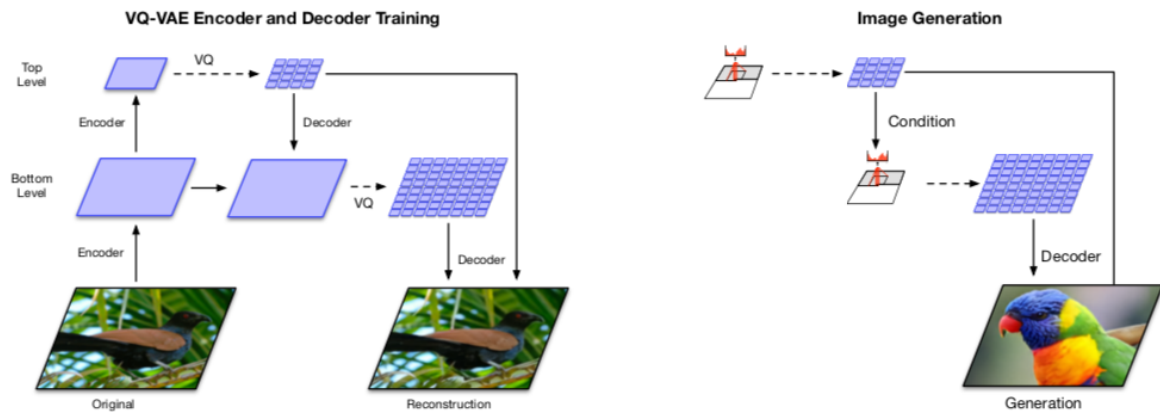 VQ-VAE Encoder and Decoder Training
Image Generation
VQ
Top
Level
Encoder
Decoder
Condition
Bottom
Level
VQ
Encoder
Decoder
Decoder
Original
Reconstruction
Generation